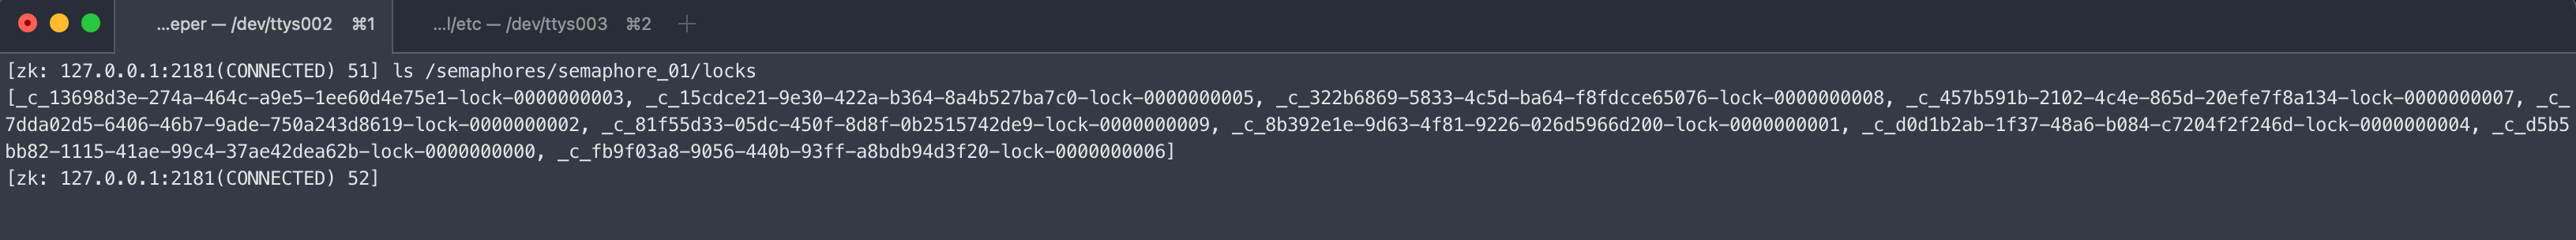 ...eper — /dev/ttys002 ⌘1 ...l/etc — /dev/ttys003 ⌘2 +
[zk: 127.0.0.1:2181(CONNECTED) 51] ls /semaphores/semaphore_01/locks
[_c_13698d3e-274a-464c-a9e5-1ee60d4e75e1-lock-0000000003, _c_15cdce21-9e30-422a-b364-8a4b527ba7c0-lock-0000000005, _c_322b6869-5833-4c5d-ba64-f8fdcce65076-lock-0000000008, _c_457b591b-2102-4c4e-865d-20efe7f8a134-lock-0000000007, _c_
7dda02d5-6406-46b7-9ade-750a243d8619-lock-0000000002, _c_81f55d33-05dc-450f-8d8f-0b2515742de9-lock-0000000009, _c_8b392e1e-9d63-4f81-9226-026d5966d200-lock-0000000001, _c_d0d1b2ab-1f37-48a6-b084-c7204f2f246d-lock-0000000004, _c_d5b5
bb82-1115-41ae-99c4-37ae42dea62b-lock-0000000000, _c_fb9f03a8-9056-440b-93ff-a8bdb94d3f20-lock-0000000006]
[zk: 127.0.0.1:2181(CONNECTED) 52]